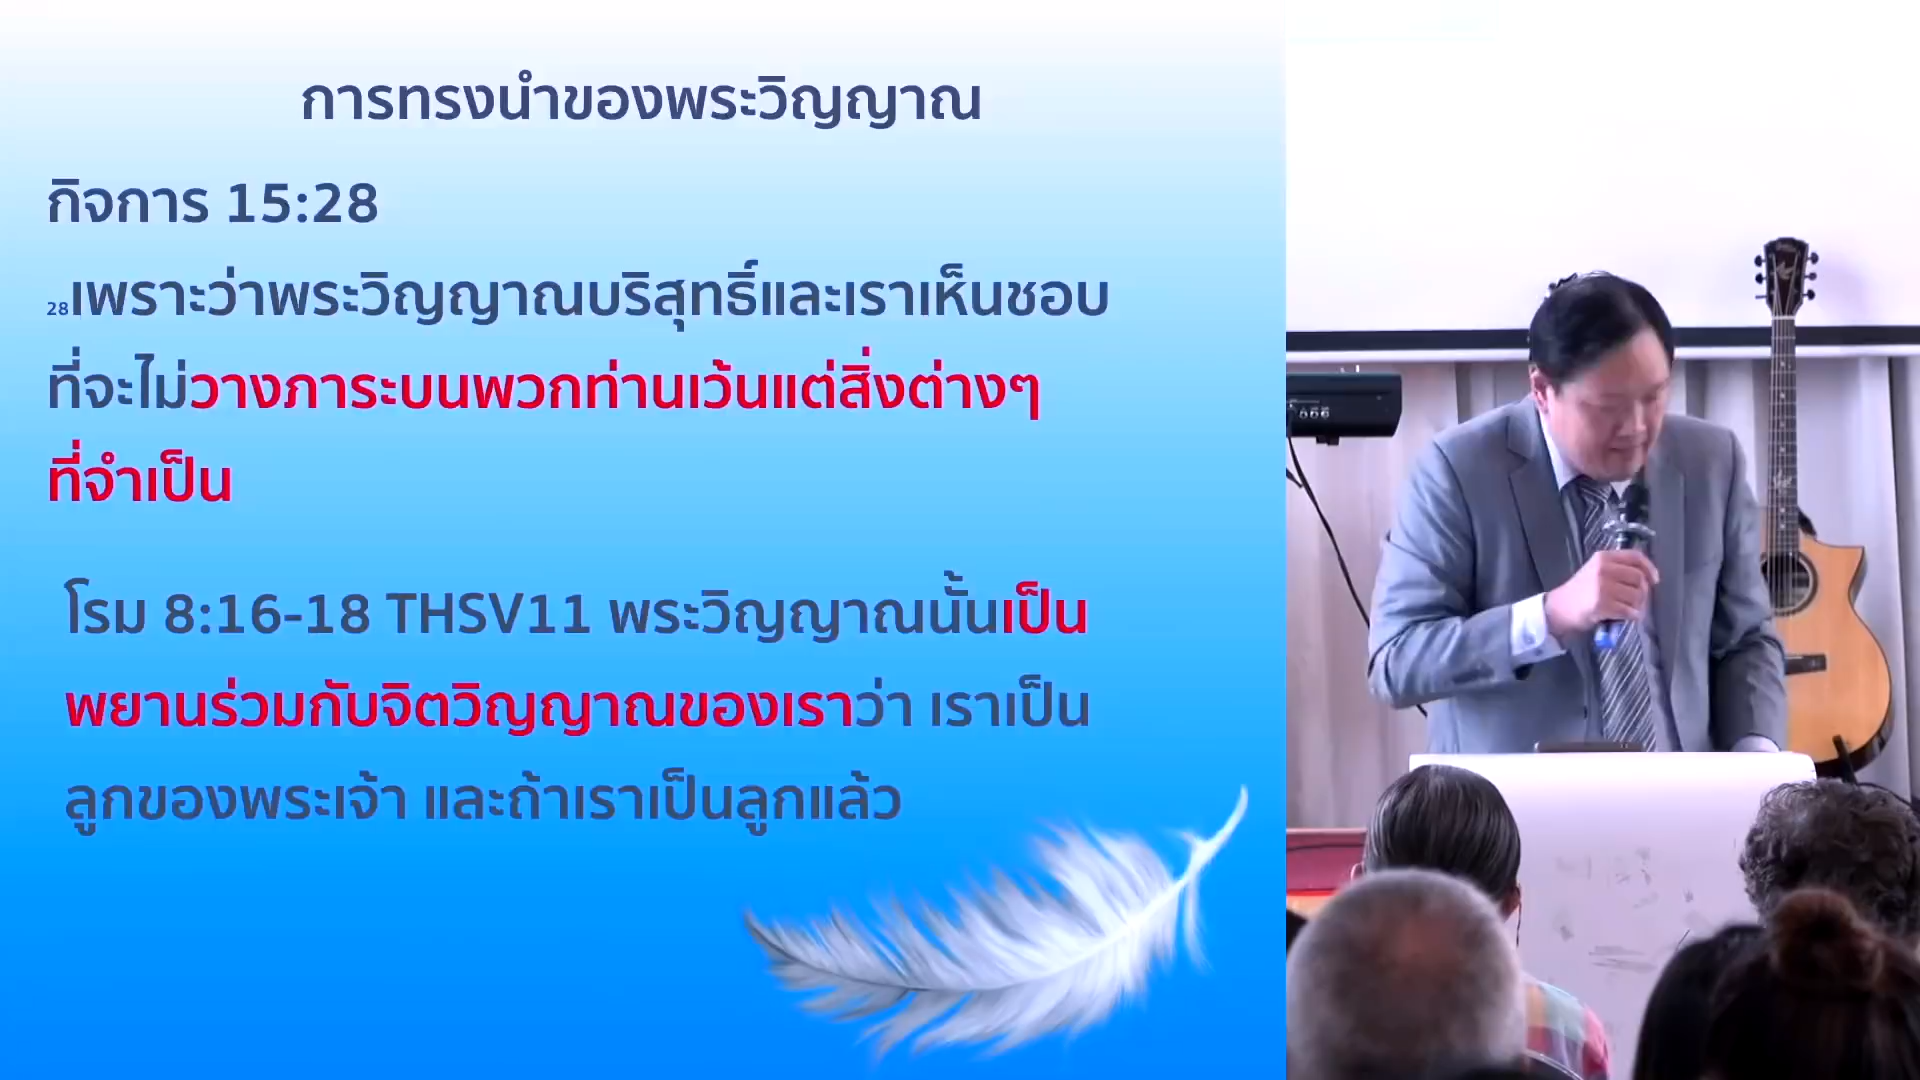 การทรงนำของพระวิญญาณ
กิจการ 15:28
28เพราะว่าพระวิญญาณบริสุทธิ์และเราเห็นชอบ
ที่จะไม่วางภาระบนพวกท่านเว้นแต่สิ่งต่างๆ
ที่จำเป็น
โรม 8:16-18 THSV11 พระวิญญาณนั้นเป็น
พยานร่วมกับจิตวิญญาณของเราว่า เราเป็น
ลูกของพระเจ้า และถ้าเราเป็นลูกแล้ว